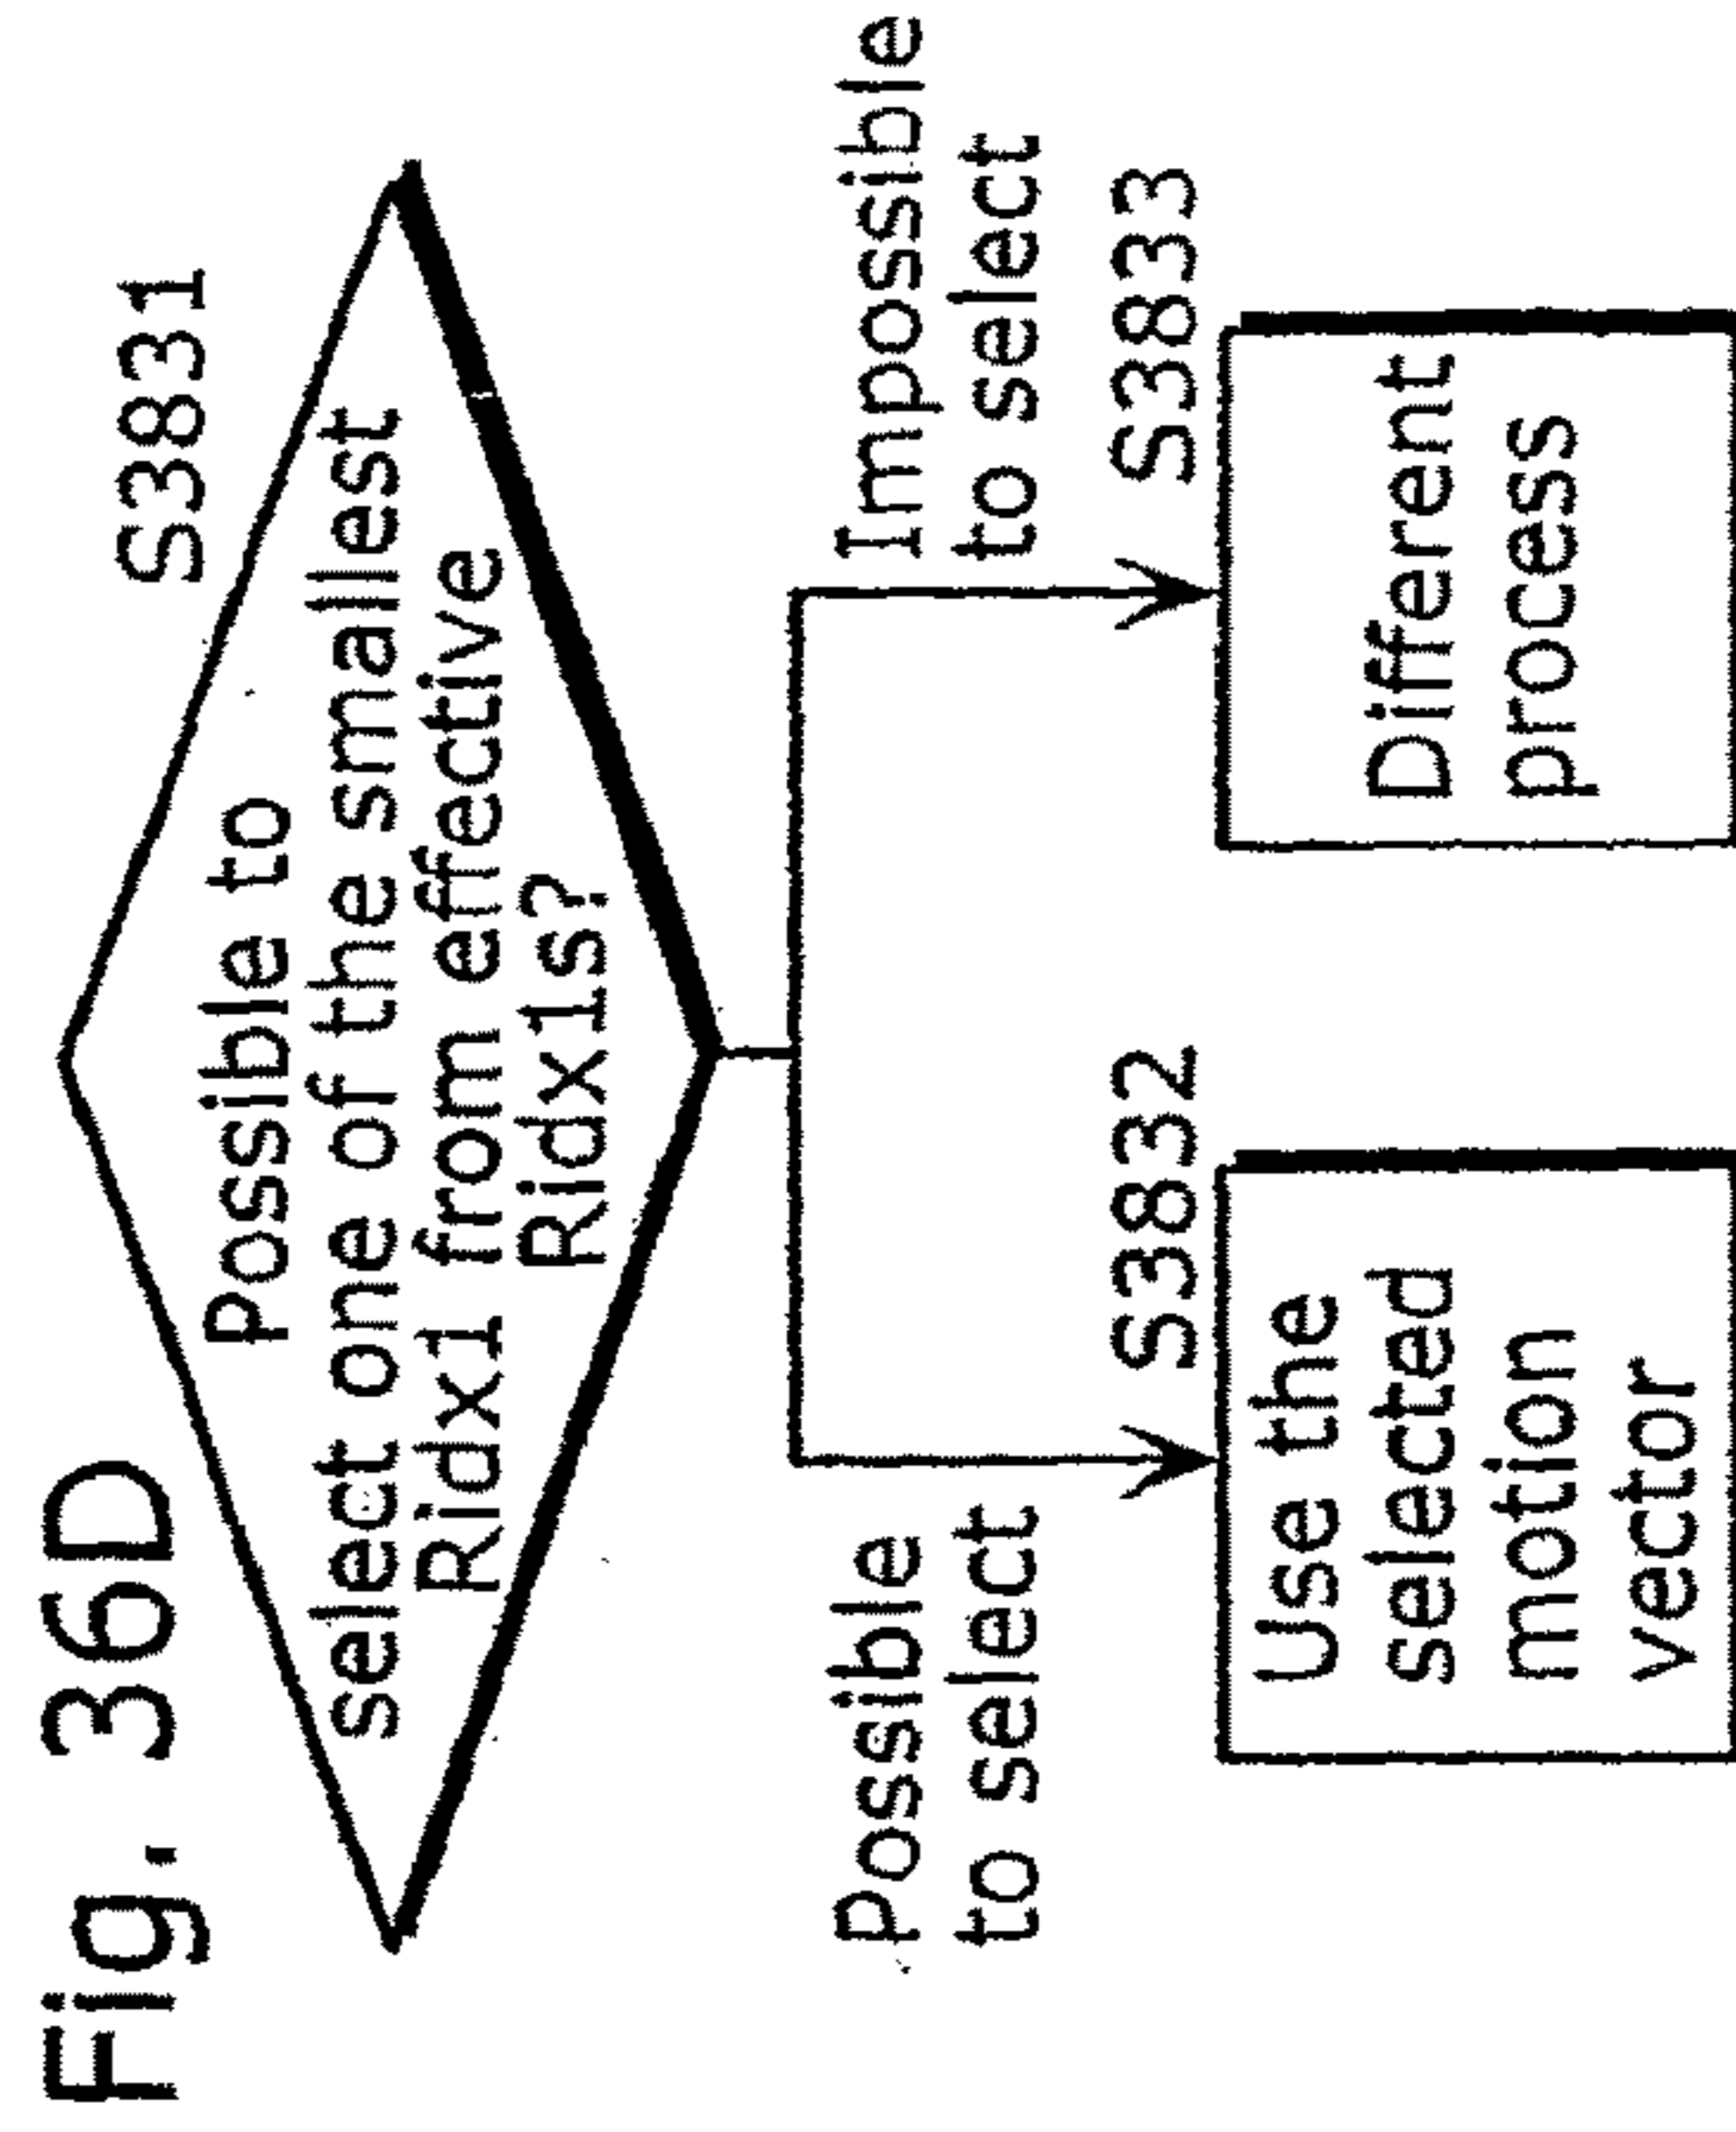 Fig. 36D
S3831
Possible to
select one of the smallest
Ridx1 from effective
Ridx1s?
Possible
to select
Impossible
to select
S3832
Use the
selected
motion
vector
S3833
Different
process